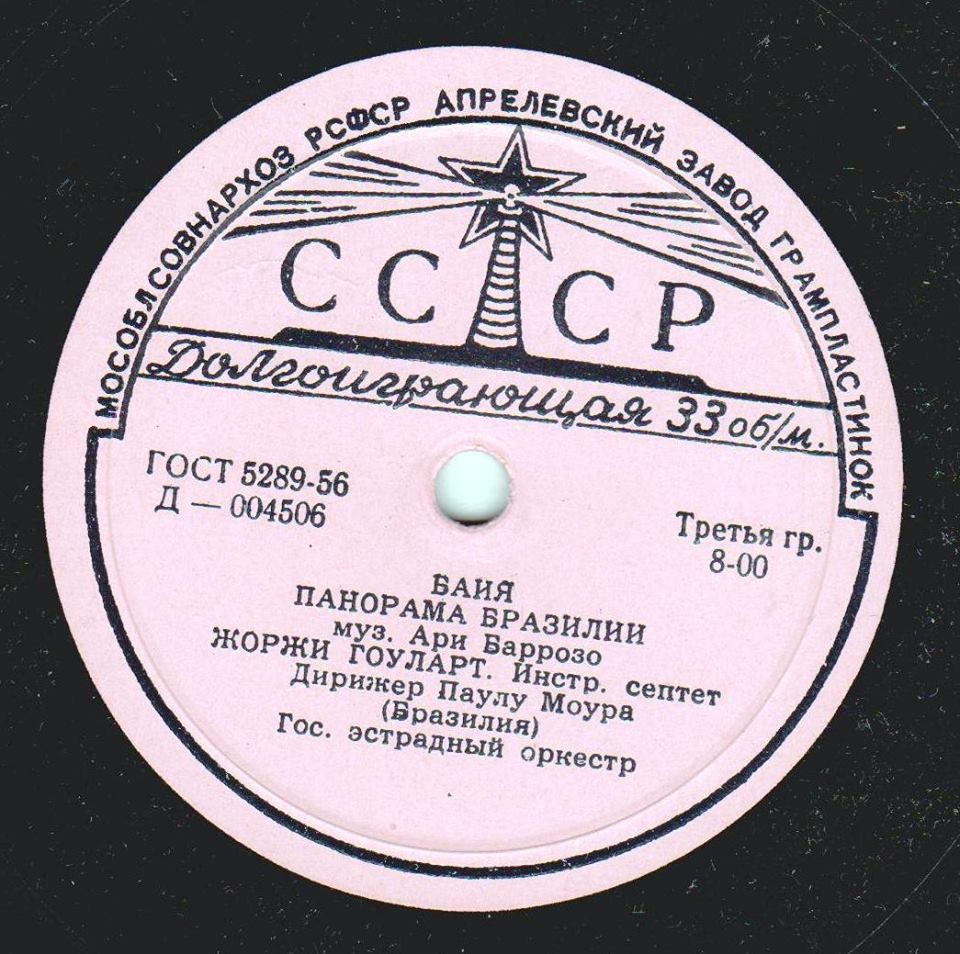 МОСОБЛСОВНАРХОЗ РСФСР АПРЕЛЕВСКИЙ ЗАВОД ГРАМПЛАСТИНОК
СССР
Долгоиграющая 33 об/м.
ГОСТ 5289-56
Д — 004506
Третья гр.
8-00
БАИЯ
ПАНОРАМА БРАЗИЛИИ
муз. Ари Баррозо
ЖОРЖИ ГОУЛАРТ. Инстр. септет
Дирижер Паулу Моура
(Бразилия)
Гос. эстрадный оркестр